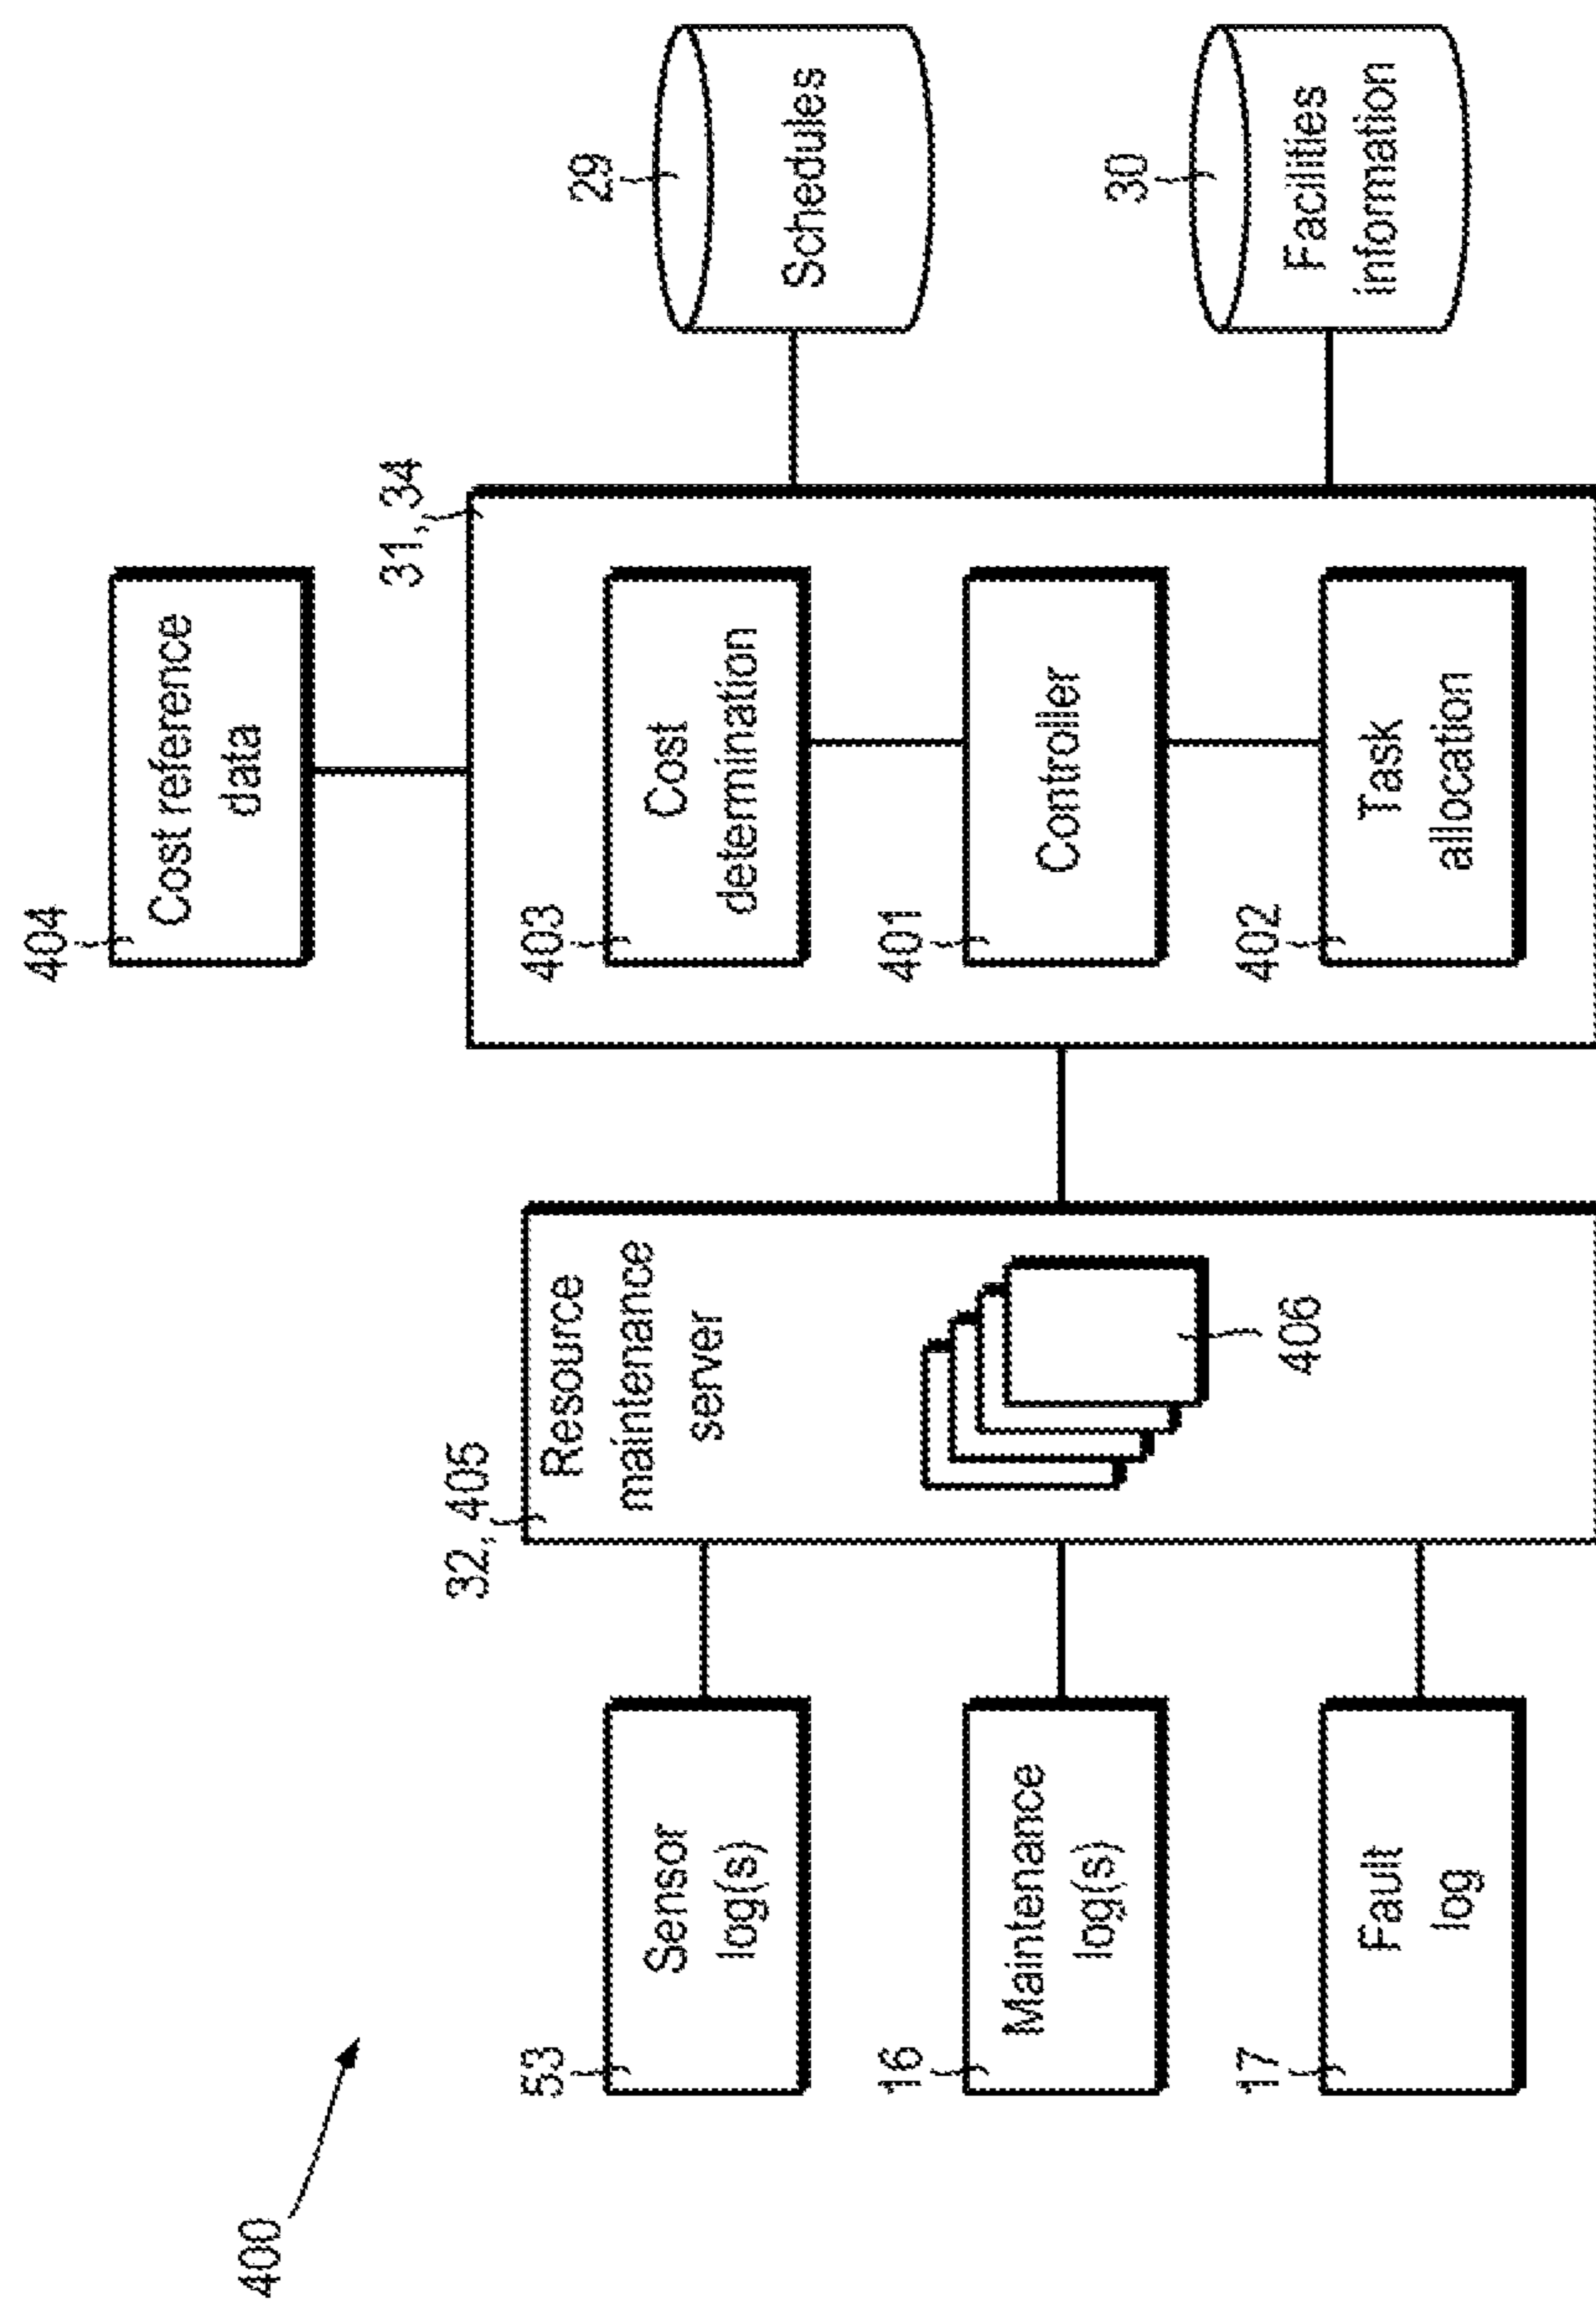 400
404
Cost reference
data
31, 34
29
Schedules
32, 405
Resource
maintenance
server
53
Sensor
log(s)
403
Cost
determination
16
Maintenance
log(s)
401
Controller
30
Facilities
information
17
Fault
log
406
402
Task
allocation